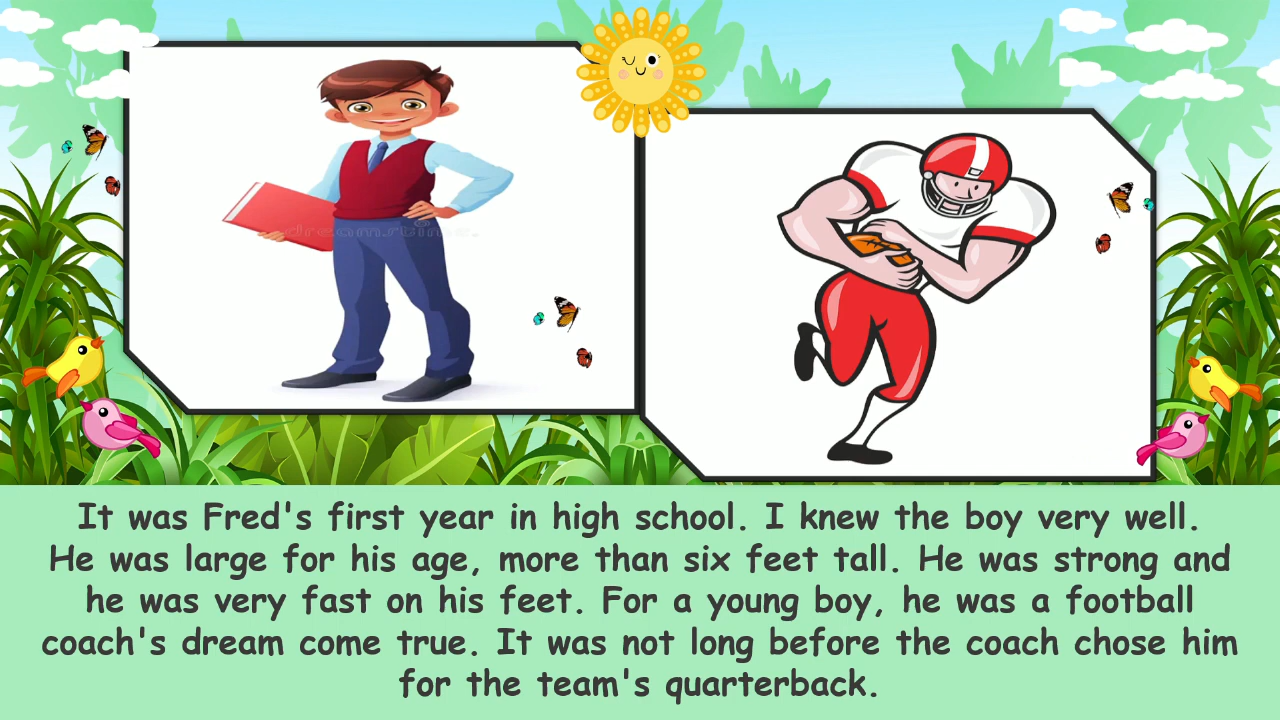 It was Fred's first year in high school. I knew the boy very well.
He was large for his age, more than six feet tall. He was strong and
he was very fast on his feet. For a young boy, he was a football
coach's dream come true. It was not long before the coach chose him
for the team's quarterback.